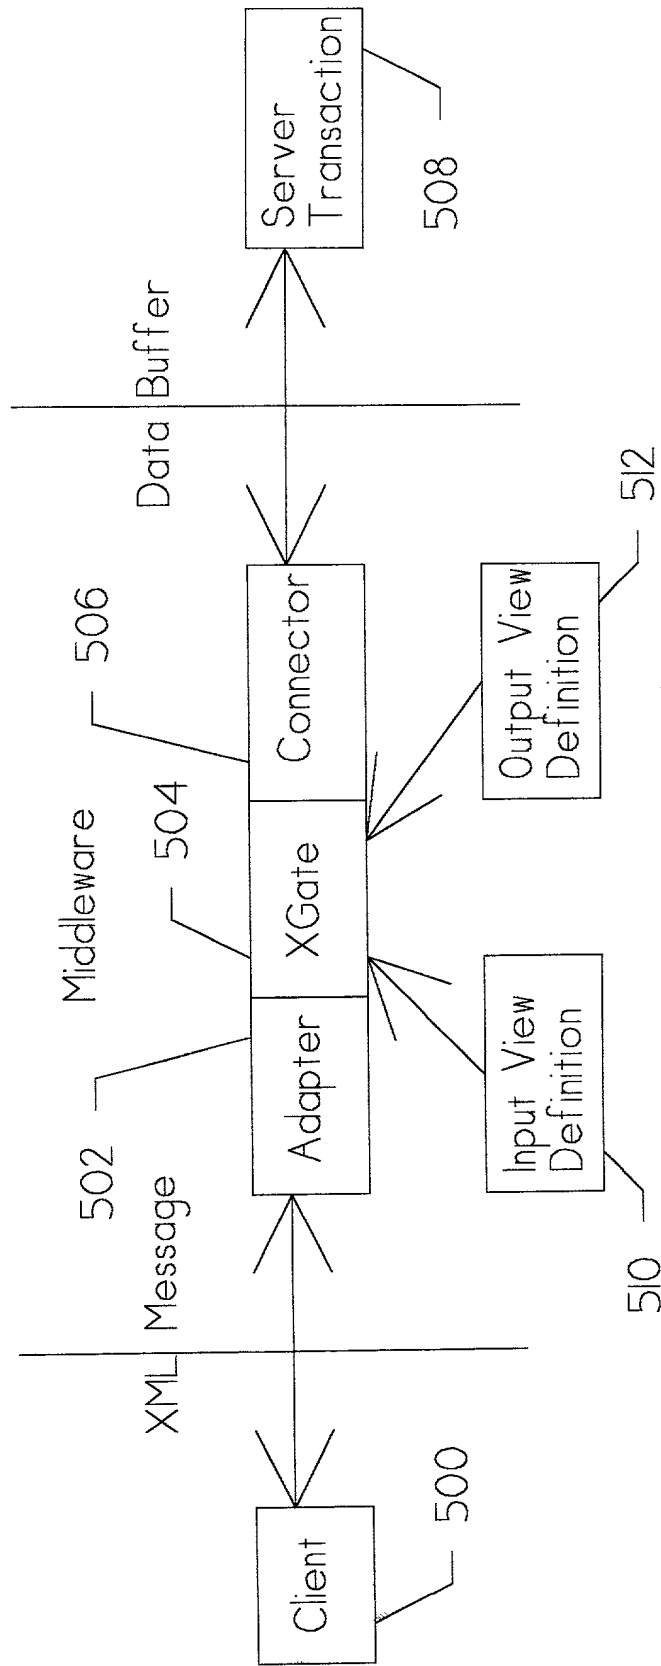 Middleware
XML Message
Data Buffer
502
504
506
Client
Adapter
XGate
Connector
Server
Transaction
500
508
Input View
Definition
Output View
Definition
510
512